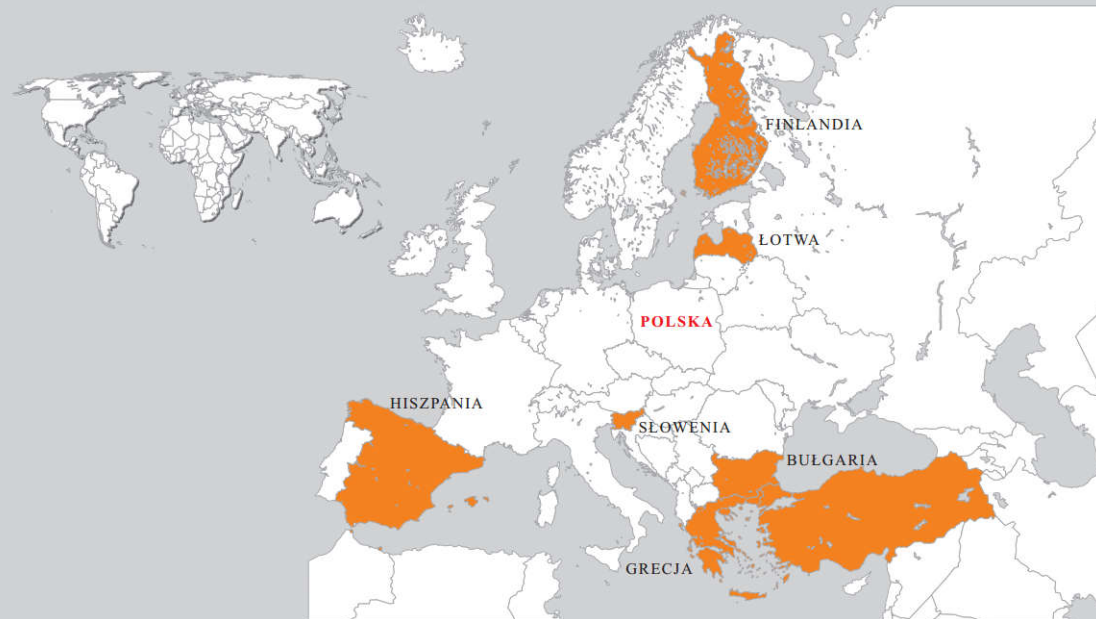 FINLANDIA
ŁOTWA
POLSKA
HISZPANIA
SŁOWENIA
BUŁGARIA
GRECJA